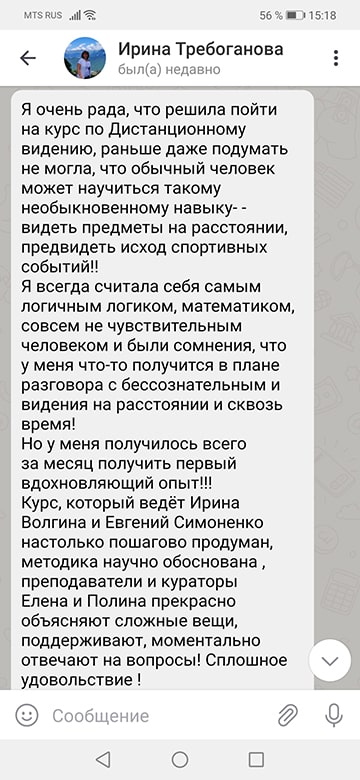 MTS RUS 56 % 15:18
Ирина Требоганова
был(а) недавно
Я очень рада, что решила пойти
на курс по Дистанционному
видению, раньше даже подумать
не могла, что обычный человек
может научиться такому
необыкновенному навыку- -
видеть предметы на расстоянии,
предвидеть исход спортивных
событий!!
Я всегда считала себя самым
логичным логиком, математиком,
совсем не чувствительным
человеком и были сомнения, что
у меня что-то получится в плане
разговора с бессознательным и
видения на расстоянии и сквозь
время!
Но у меня получилось всего
за месяц получить первый
вдохновляющий опыт!!!
Курс, который ведёт Ирина
Волгина и Евгений Симоненко
настолько пошагово продуман,
методика научно обоснована ,
преподаватели и кураторы
Елена и Полина прекрасно
объясняют сложные вещи,
поддерживают, моментально
отвечают на вопросы! Сплошное
удовольствие !
Сообщение